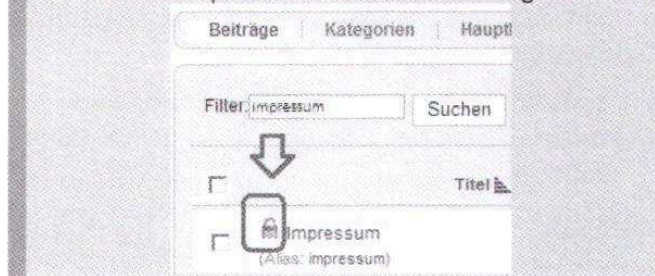 Beiträge Kategorien
Filter: impressum Suchen
Titel
Impressum
(Alias: impressum)